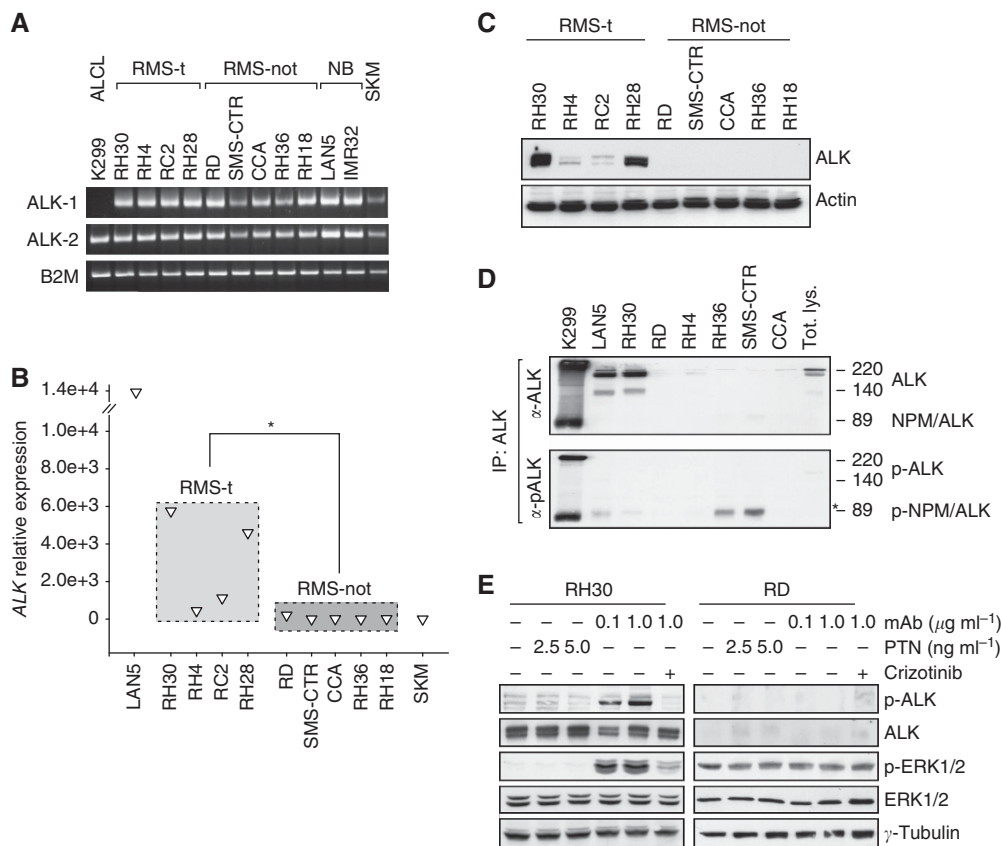 A
ALCL
RMS-t
RMS-not
NB
SKM
K299
RH30
RH4
RC2
RH28
RD
SMS-CTR
CCA
RH36
RH18
LAN5
IMR32
ALK-1
ALK-2
B2M
B
ALK relative expression
1.4e+4
1.0e+4
8.0e+3
6.0e+3
4.0e+3
2.0e+3
0
*
RMS-t
RMS-not
LAN5
RH30
RH4
RC2
RH28
RD
SMS-CTR
CCA
RH36
RH18
SKM
C
RMS-t
RMS-not
RH30
RH4
RC2
RH28
RD
SMS-CTR
CCA
RH36
RH18
ALK
Actin
D
K299
LAN5
RH30
RD
RH4
RH36
SMS-CTR
CCA
Tot. lys.
IP: ALK
α-ALK
– 220
– 140
– 89
ALK
NPM/ALK
α-pALK
– 220
– 140
*– 89
p-ALK
p-NPM/ALK
E
RH30
RD
– – – 0.1 1.0 1.0 – – – 0.1 1.0 1.0 mAb (μg ml⁻¹)
– 2.5 5.0 – – – – 2.5 5.0 – – – PTN (ng ml⁻¹)
– – – – – + – – – – – + Crizotinib
p-ALK
ALK
p-ERK1/2
ERK1/2
γ-Tubulin